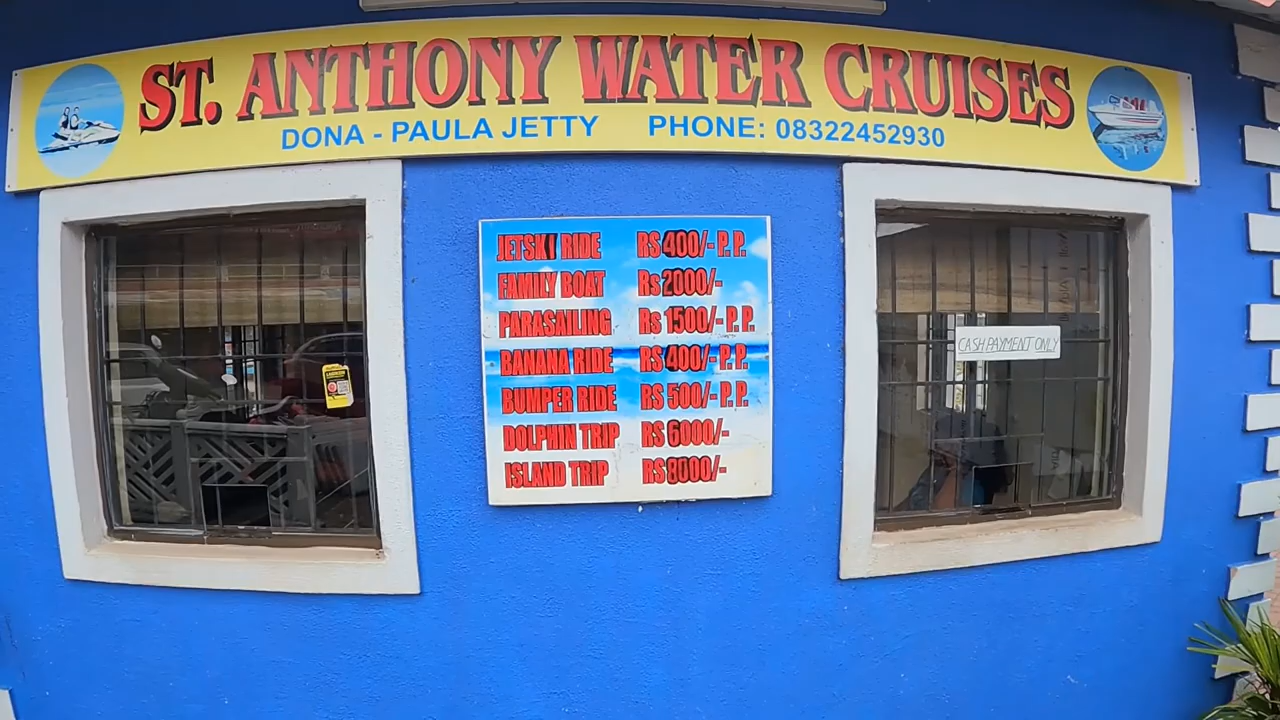 ST. ANTHONY WATER CRUISES
DONA - PAULA JETTY PHONE: 08322452930
JETSKI RIDE RS 400/- P.P.
FAMILY BOAT Rs 2000/-
PARASAILING Rs 1500/- P.P.
BANANA RIDE RS 400/- P.P.
BUMPER RIDE RS 500/- P.P.
DOLPHIN TRIP RS 6000/-
ISLAND TRIP RS 8000/-
CASH PAYMENT ONLY